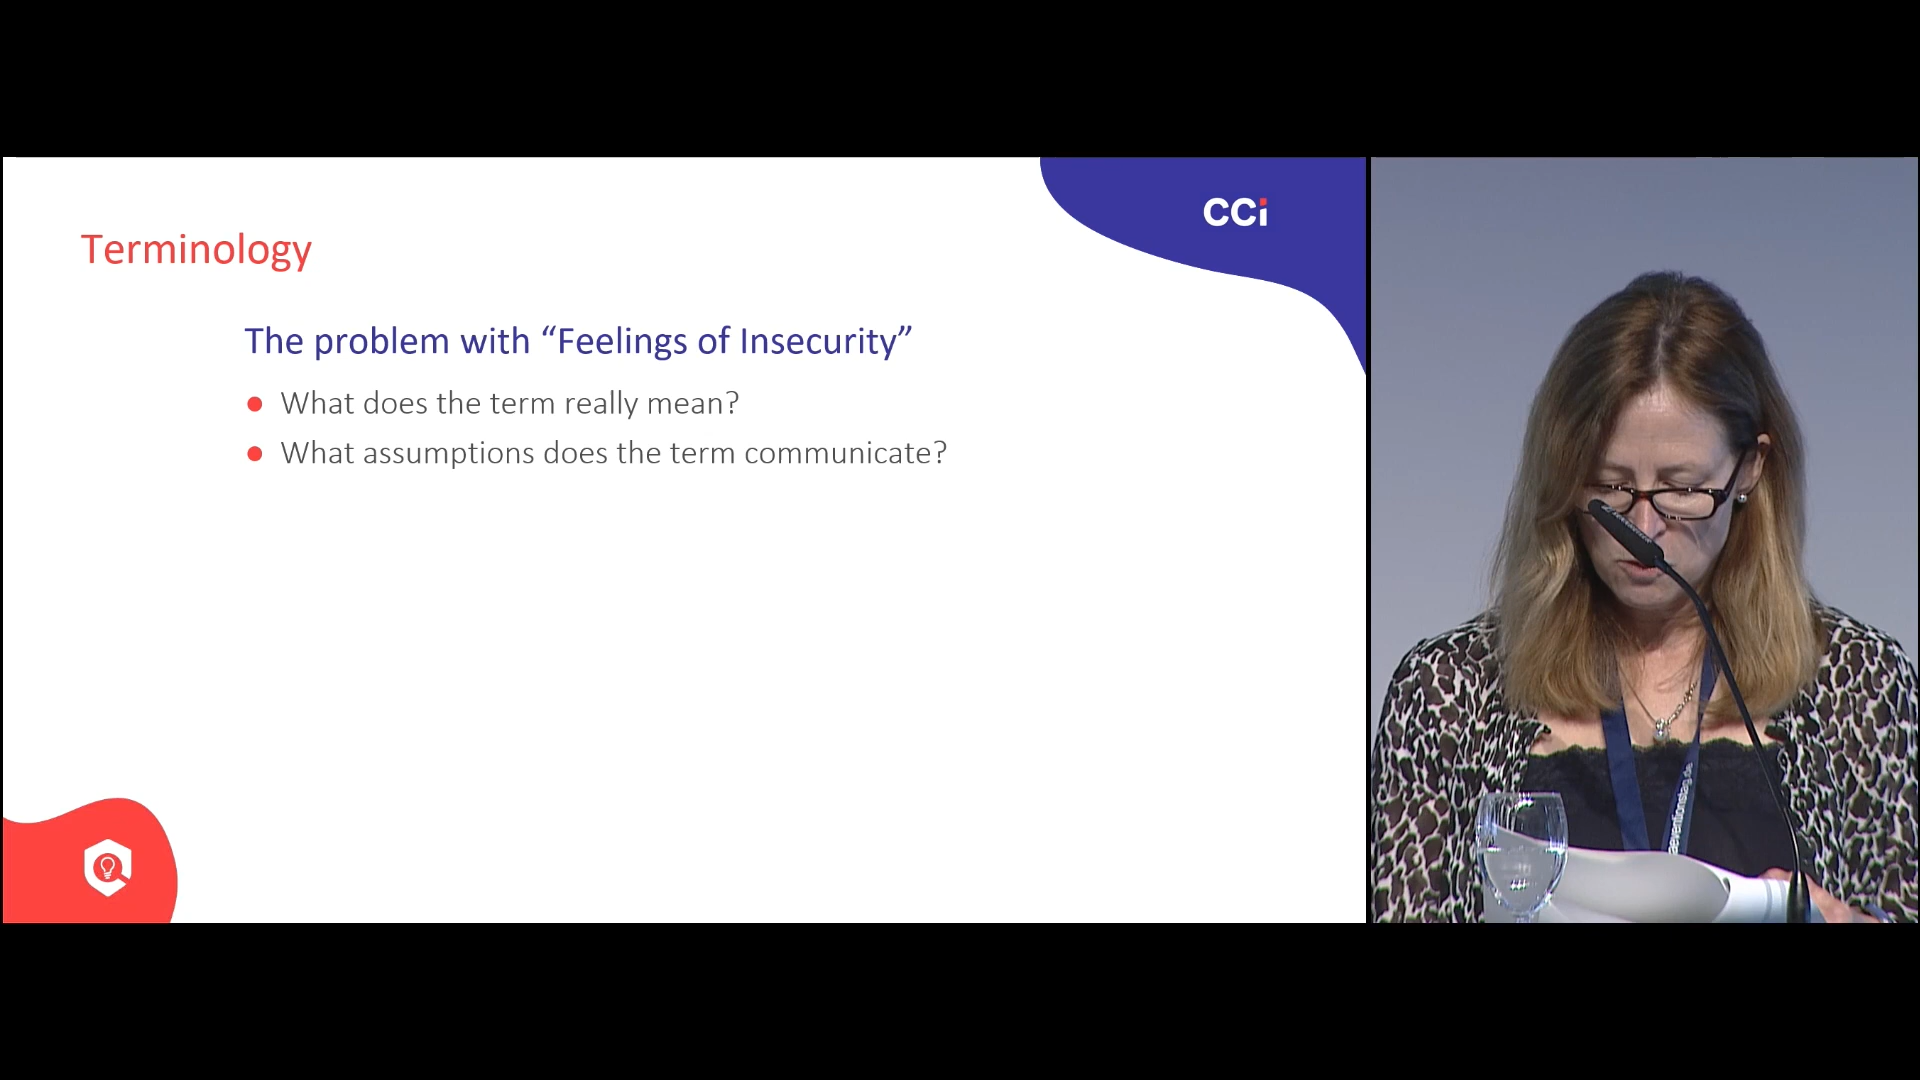 CCi
Terminology
The problem with “Feelings of Insecurity”
What does the term really mean?
What assumptions does the term communicate?